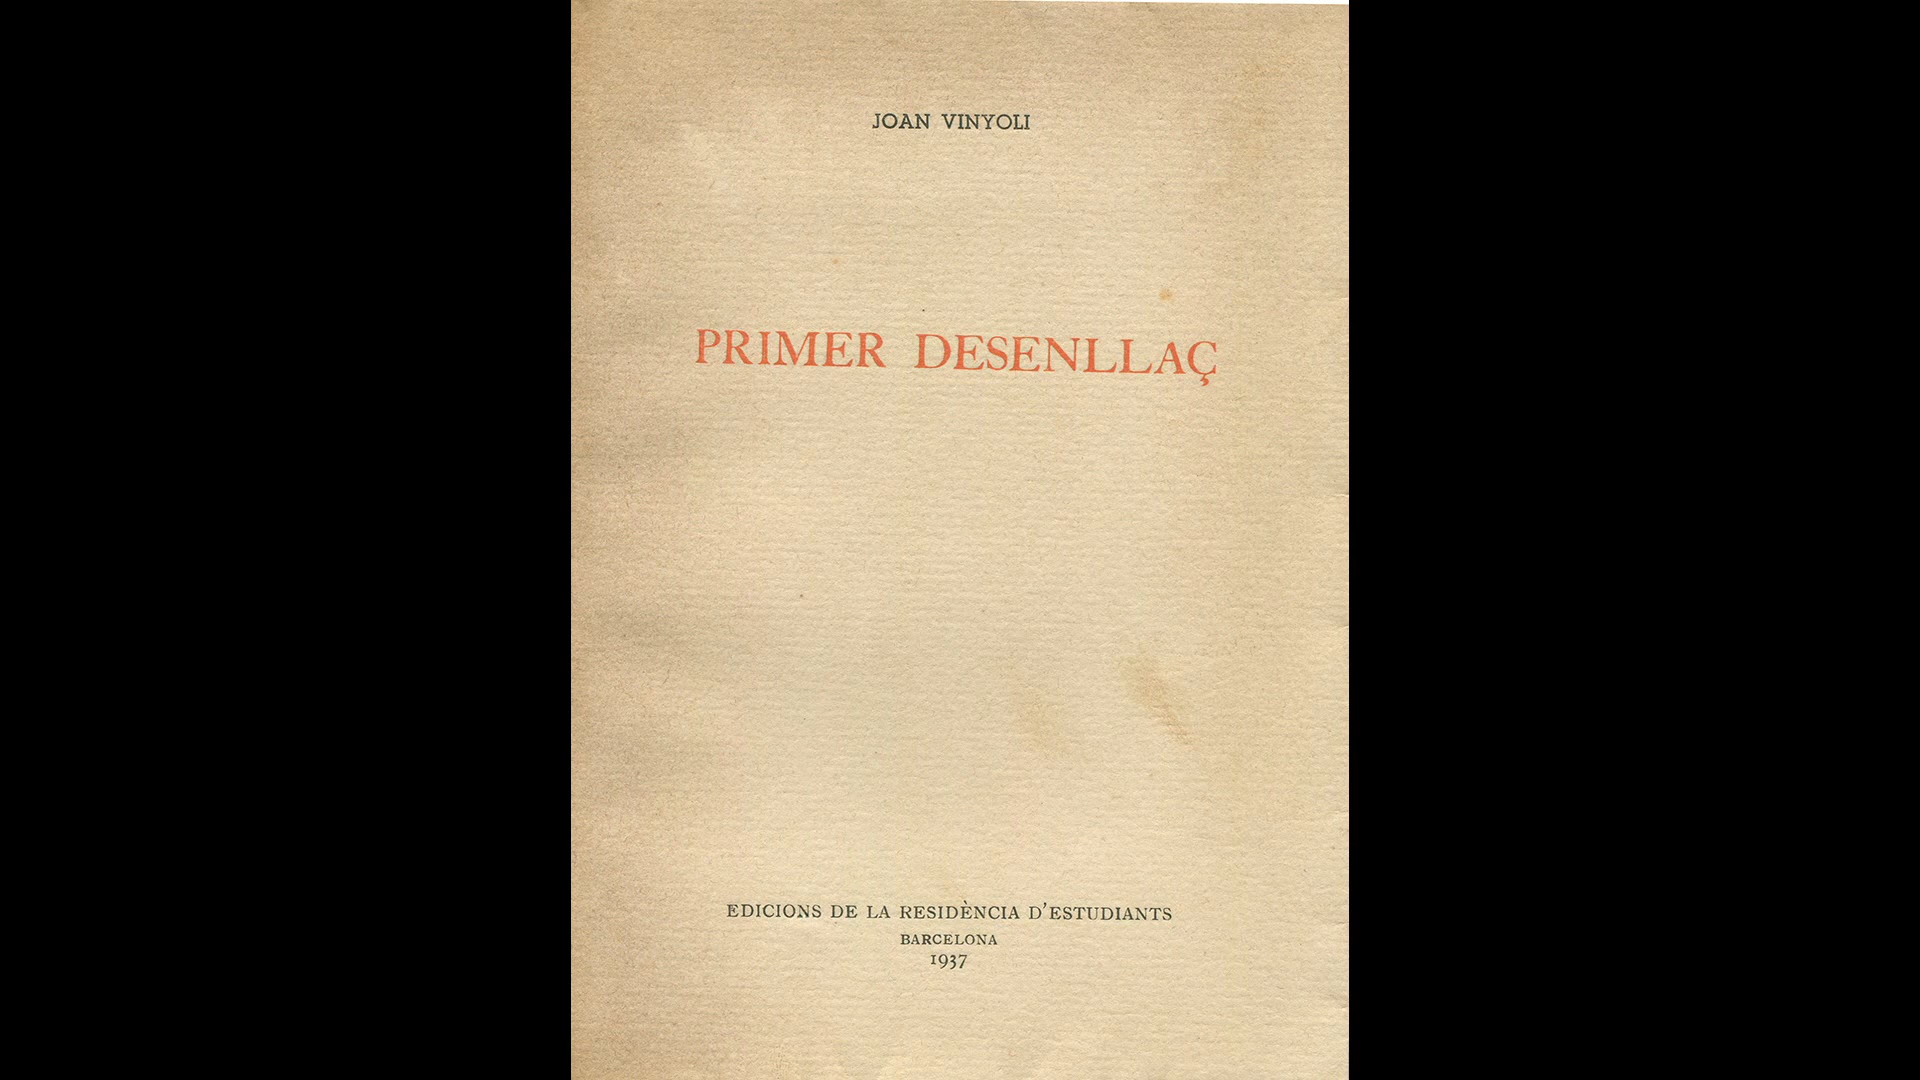 JOAN VINYOLI
PRIMER DESENLLAÇ
EDICIONS DE LA RESIDÈNCIA D'ESTUDIANTS
BARCELONA
1937